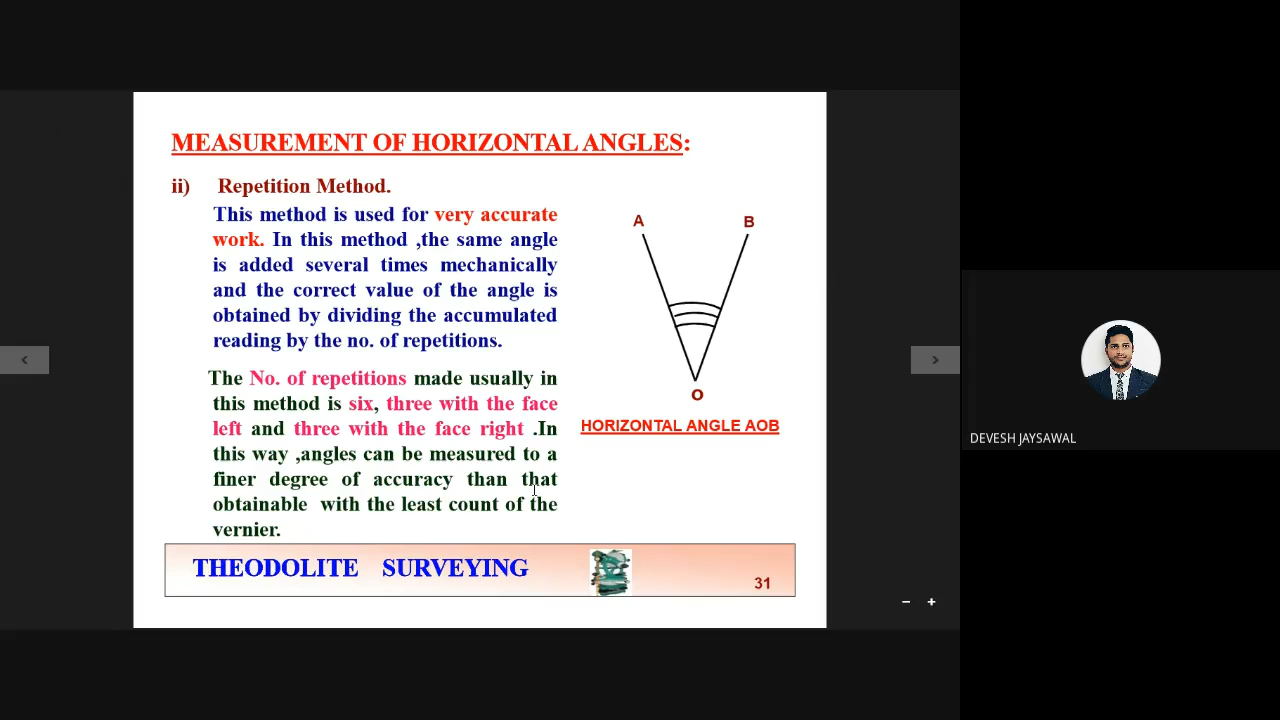 MEASUREMENT OF HORIZONTAL ANGLES:
ii) Repetition Method.
This method is used for very accurate
work. In this method ,the same angle
is added several times mechanically
and the correct value of the angle is
obtained by dividing the accumulated
reading by the no. of repetitions.
The No. of repetitions made usually in
this method is six, three with the face
left and three with the face right .In
this way ,angles can be measured to a
finer degree of accuracy than that
obtainable with the least count of the
vernier.
A B
O
HORIZONTAL ANGLE AOB
THEODOLITE SURVEYING
31
DEVESH JAYSAWAL